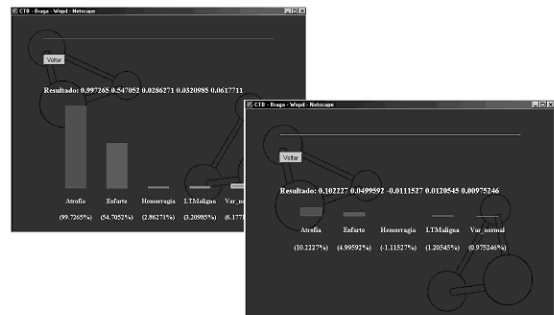 CTB - Braga - Wnpd - Netscape
Voltar
Resultado: 0.997265 0.547052 0.0286271 0.0320985 0.0617711
Atrofia Enfarte Hemorragia LTMaligna
(99.7265%) (54.7052%) (2.86271%) (3.20985%)
CTB - Braga - Wnpd - Netscape
Voltar
Resultado: 0.102227 0.0499592 -0.0111527 0.0120545 0.00975246
Atrofia Enfarte Hemorragia LTMaligna Var_normal
(10.2227%) (4.99592%) (-1.11527%) (1.20545%) (0.975246%)